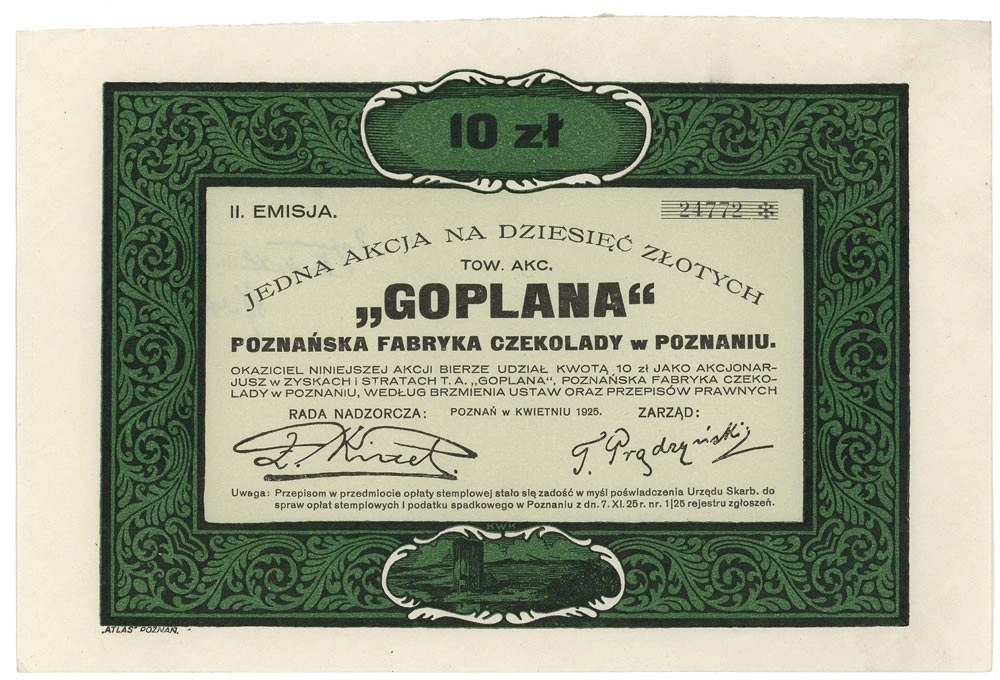 10 zł
II. EMISJA.
24772 ✻
JEDNA AKCJA NA DZIESIĘĆ ZŁOTYCH
TOW. AKC.
„GOPLANA“
POZNAŃSKA FABRYKA CZEKOLADY w POZNANIU.
OKAZICIEL NINIEJSZEJ AKCJI BIERZE UDZIAŁ KWOTĄ 10 zł JAKO AKCJONAR-
JUSZ w ZYSKACH i STRATACH T. A. „GOPLANA“, POZNAŃSKA FABRYKA CZEKO-
LADY w POZNANIU, WEDŁUG BRZMIENIA USTAW ORAZ PRZEPISÓW PRAWNYCH
RADA NADZORCZA: POZNAŃ w KWIETNIU 1925. ZARZĄD:
T. Prądzyński
Uwaga: Przepisom w przedmiocie opłaty stemplowej stało się zadość w myśl poświadczenia Urzędu Skarb. do
spraw opłat stemplowych i podatku spadkowego w Poznaniu z dn. 7. XI. 25 r. nr. 1|25 rejestru zgłoszeń.
KWK
„ATLAS“ POZNAŃ.